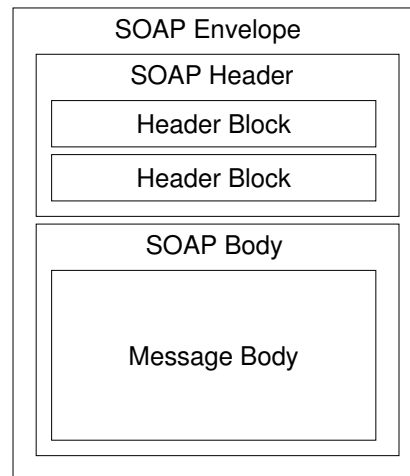 SOAP Envelope
SOAP Header
Header Block
Header Block
SOAP Body
Message Body